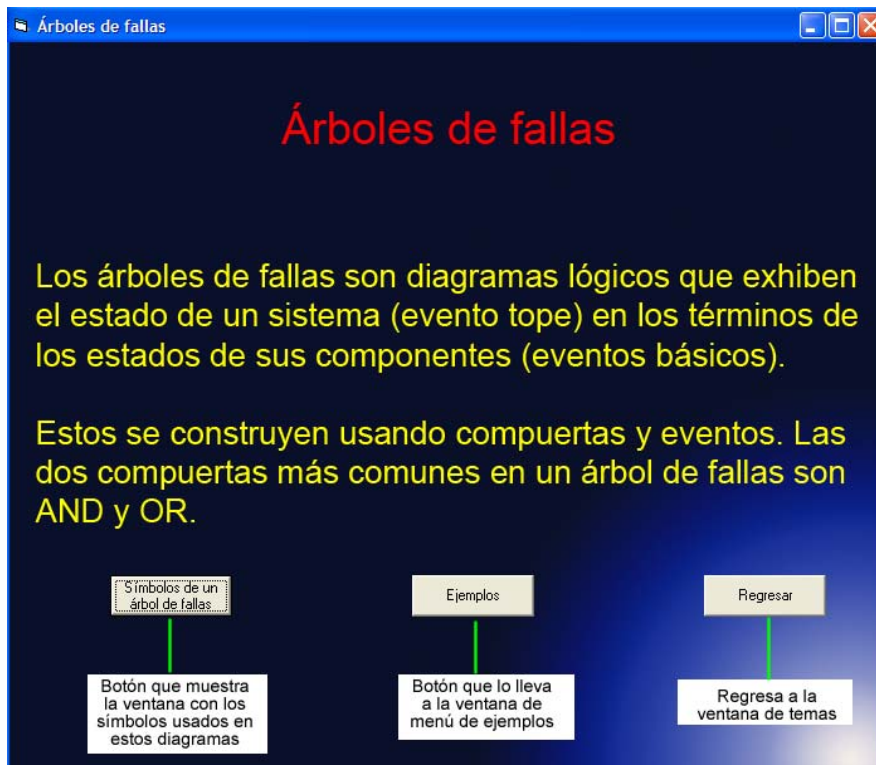 Árboles de fallas
Árboles de fallas
Los árboles de fallas son diagramas lógicos que exhiben
el estado de un sistema (evento tope) en los términos de
los estados de sus componentes (eventos básicos).
Estos se construyen usando compuertas y eventos. Las
dos compuertas más comunes en un árbol de fallas son
AND y OR.
Símbolos de un
árbol de fallas
Ejemplos
Regresar
Botón que muestra
la ventana con los
símbolos usados en
estos diagramas
Botón que lo lleva
a la ventana de
menú de ejemplos
Regresa a la
ventana de temas